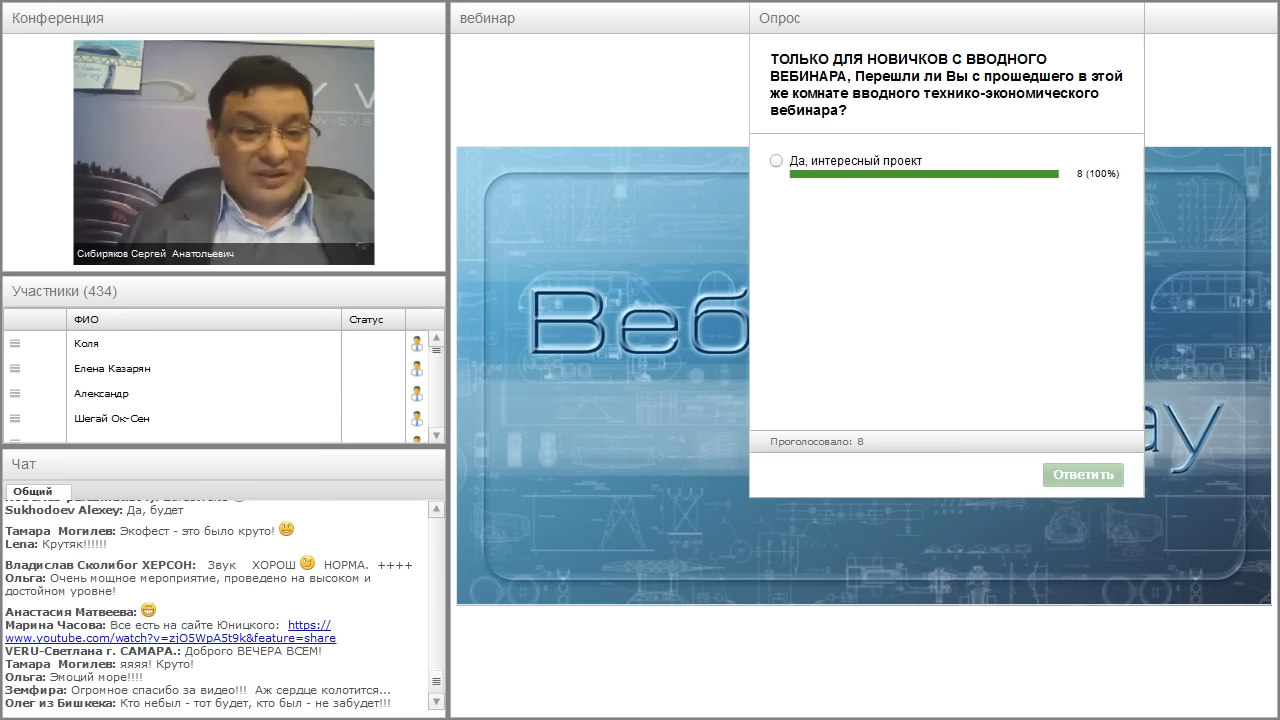 Конференция
Сибиряков Сергей Анатольевич
Участники (434)
ФИО
Статус
Коля
Елена Казарян
Александр
Шегай Ок-Сен
Чат
Общий
Sukhodoev Alexey: Да, будет
Тамара Могилев: Экофест - это было круто!
Lena: Крутяк!!!!!!
Владислав Сколибог ХЕРСОН: Звук ХОРОШ НОРМА. ++++
Ольга: Очень мощное мероприятие, проведено на высоком и
достойном уровне!
Анастасия Матвеева:
Марина Часова: Все есть на сайте Юницкого: https://
www.youtube.com/watch?v=zjO5WpA5t9k&feature=share
VERU-Светлана г. САМАРА.: Доброго ВЕЧЕРА ВСЕМ!
Тамара Могилев: яяяя! Круто!
Ольга: Эмоций море!!!!
Земфира: Огромное спасибо за видео!!! Аж сердце колотится...
Олег из Бишкека: Кто небыл - тот будет, кто был - не забудет!!!
вебинар
Веб
ay
Опрос
ТОЛЬКО ДЛЯ НОВИЧКОВ С ВВОДНОГО
ВЕБИНАРА, Перешли ли Вы с прошедшего в этой
же комнате вводного технико-экономического
вебинара?
Да, интересный проект
8 (100%)
Проголосовало: 8
Ответить